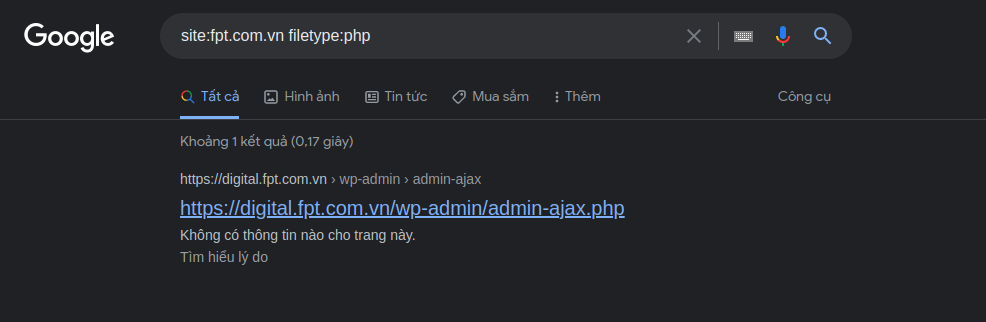 Google
site:fpt.com.vn filetype:php
Tất cả
Hình ảnh
Tin tức
Mua sắm
Thêm
Công cụ
Khoảng 1 kết quả (0,17 giây)
https://digital.fpt.com.vn › wp-admin › admin-ajax
https://digital.fpt.com.vn/wp-admin/admin-ajax.php
Không có thông tin nào cho trang này.
Tìm hiểu lý do